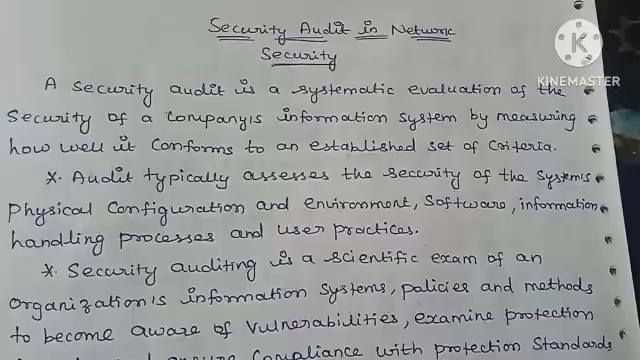 Security Audit in Network
Security
KINEMASTER
A security audit is a systematic evaluation of the
Security of a company's information system by measuring
how well it conforms to an established set of criteria.
*. Audit typically assesses the security of the system's
Physical configuration and environment, software, information
handling processes and user practices.
*. Security auditing is a scientific exam of an
organization's information systems, policies and methods
to become aware of vulnerabilities, examine protection
ensure compliance with protection standards